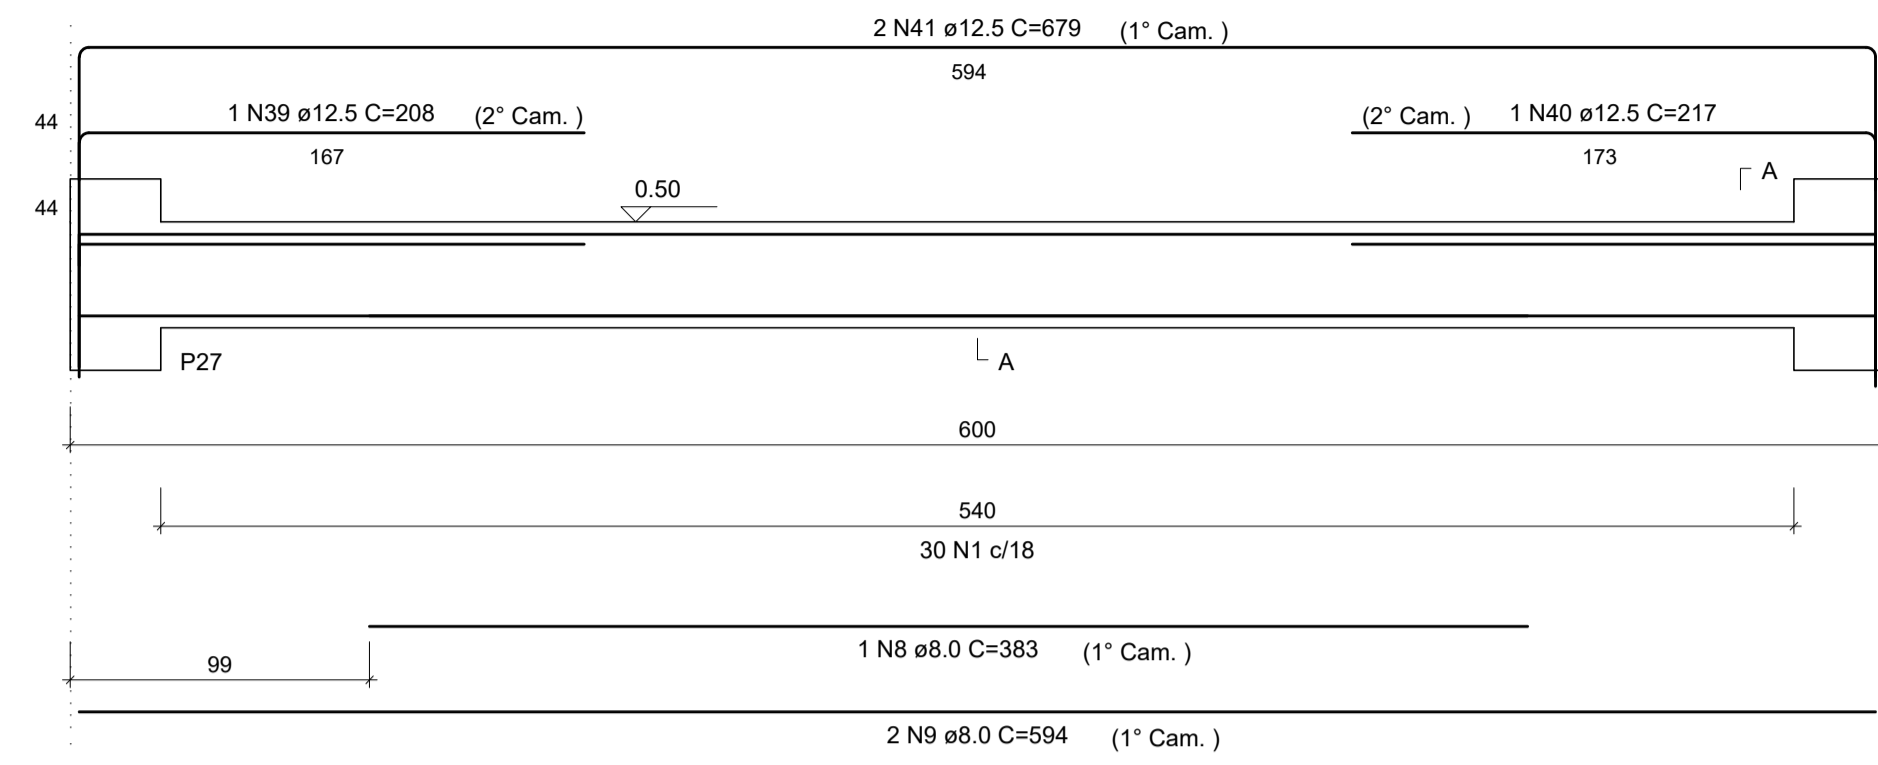 2 N41 ø12.5 C=679 (1° Cam. )
594
44
1 N39 ø12.5 C=208 (2° Cam. )
(2° Cam. ) 1 N40 ø12.5 C=217
167
173
A
44
0.50
P27
A
600
540
30 N1 c/18
1 N8 ø8.0 C=383 (1° Cam. )
99
2 N9 ø8.0 C=594 (1° Cam. )